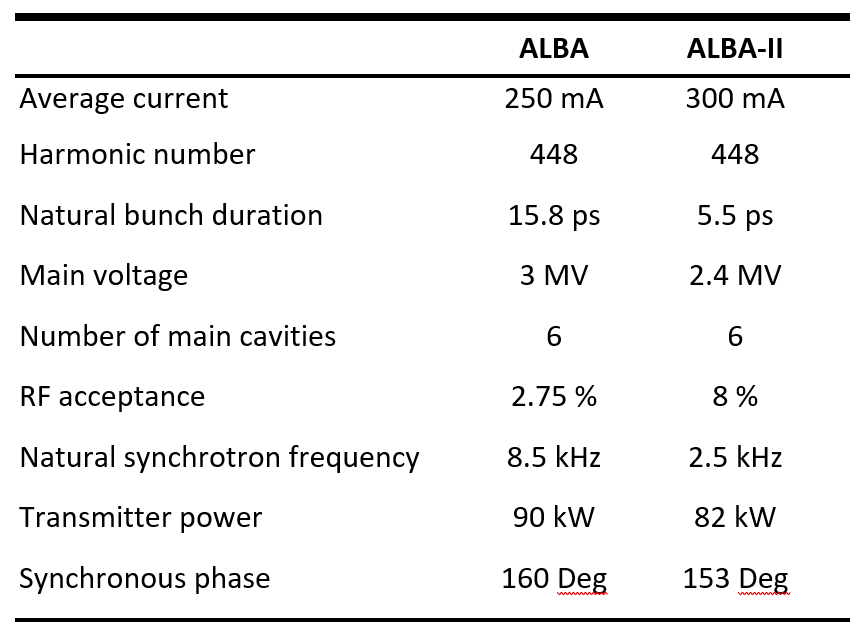 ALBA ALBA-II
Average current 250 mA 300 mA
Harmonic number 448 448
Natural bunch duration 15.8 ps 5.5 ps
Main voltage 3 MV 2.4 MV
Number of main cavities 6 6
RF acceptance 2.75 % 8 %
Natural synchrotron frequency 8.5 kHz 2.5 kHz
Transmitter power 90 kW 82 kW
Synchronous phase 160 Deg 153 Deg